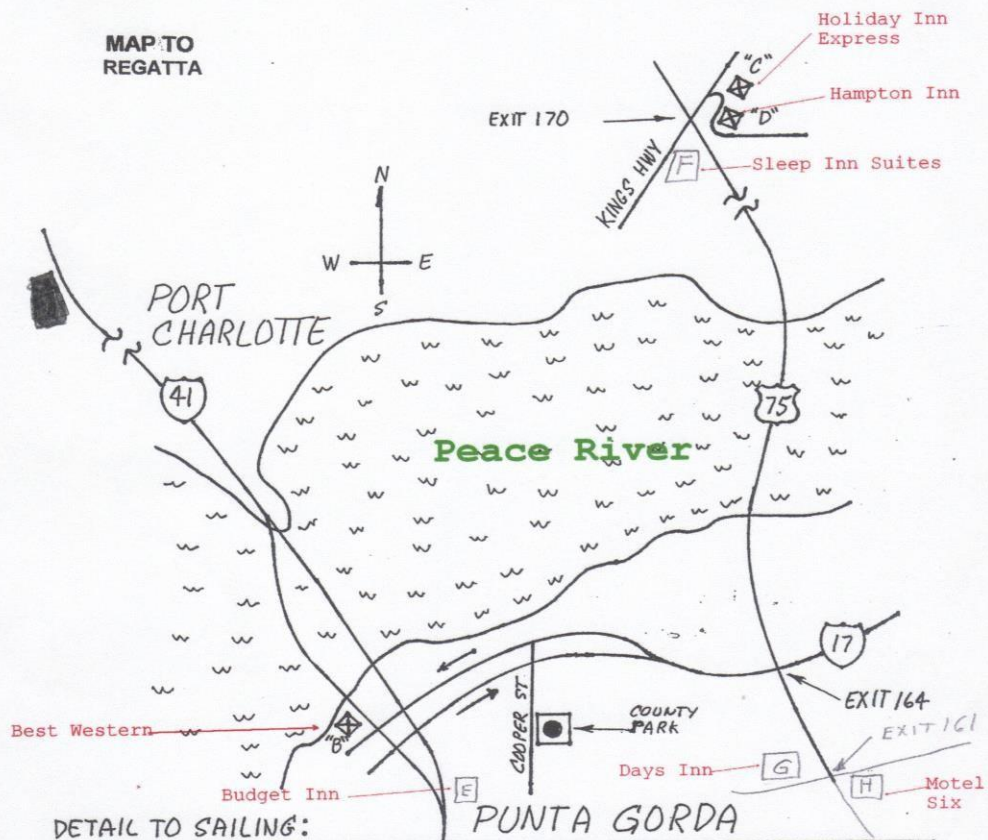 MAP TO
REGATTA
Holiday Inn
Express
"C"
Hampton Inn
"D"
EXIT 170
F
Sleep Inn Suites
KINGS HWY
N
W
E
S
PORT
CHARLOTTE
41
75
Peace River
17
EXIT 164
EXIT 161
COUNTY
PARK
COOPER ST
Best Western
"B"
Days Inn
G
H
Motel
Six
Budget Inn
E
PUNTA GORDA
DETAIL TO SAILING: